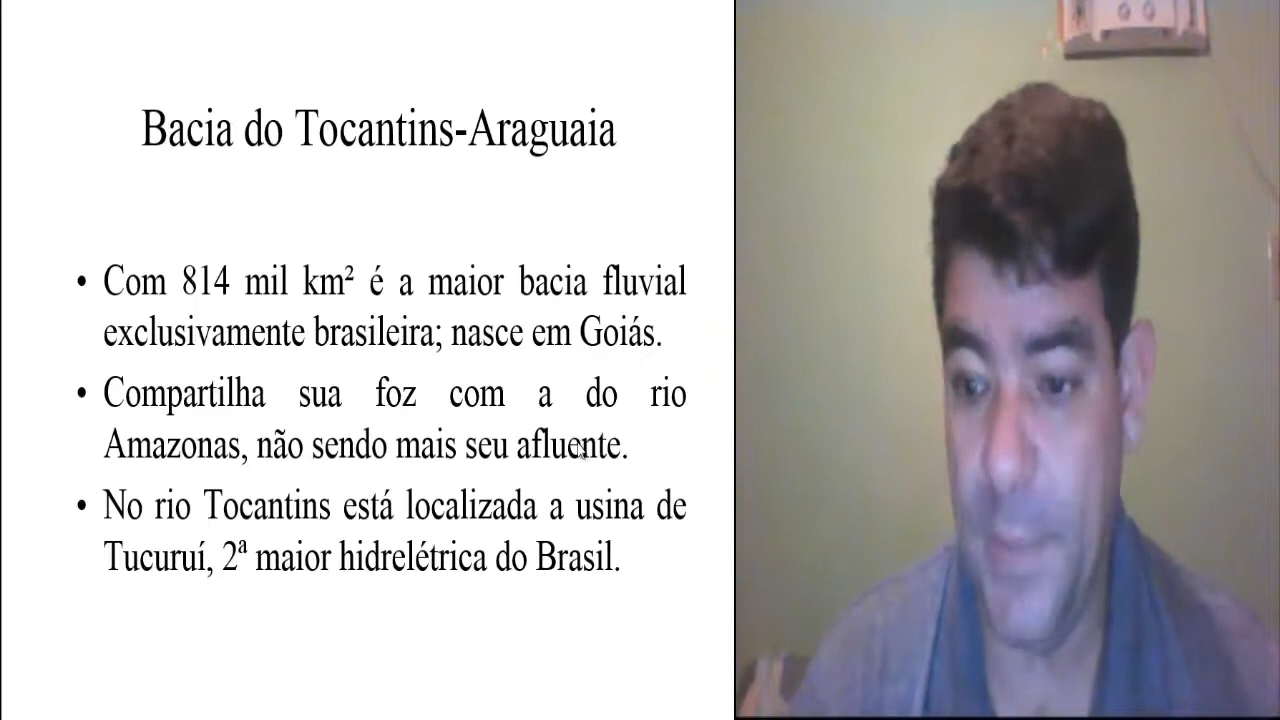 Bacia do Tocantins-Araguaia
• Com 814 mil km² é a maior bacia fluvial
exclusivamente brasileira; nasce em Goiás.
• Compartilha sua foz com a do rio
Amazonas, não sendo mais seu afluente.
• No rio Tocantins está localizada a usina de
Tucuruí, 2ª maior hidrelétrica do Brasil.